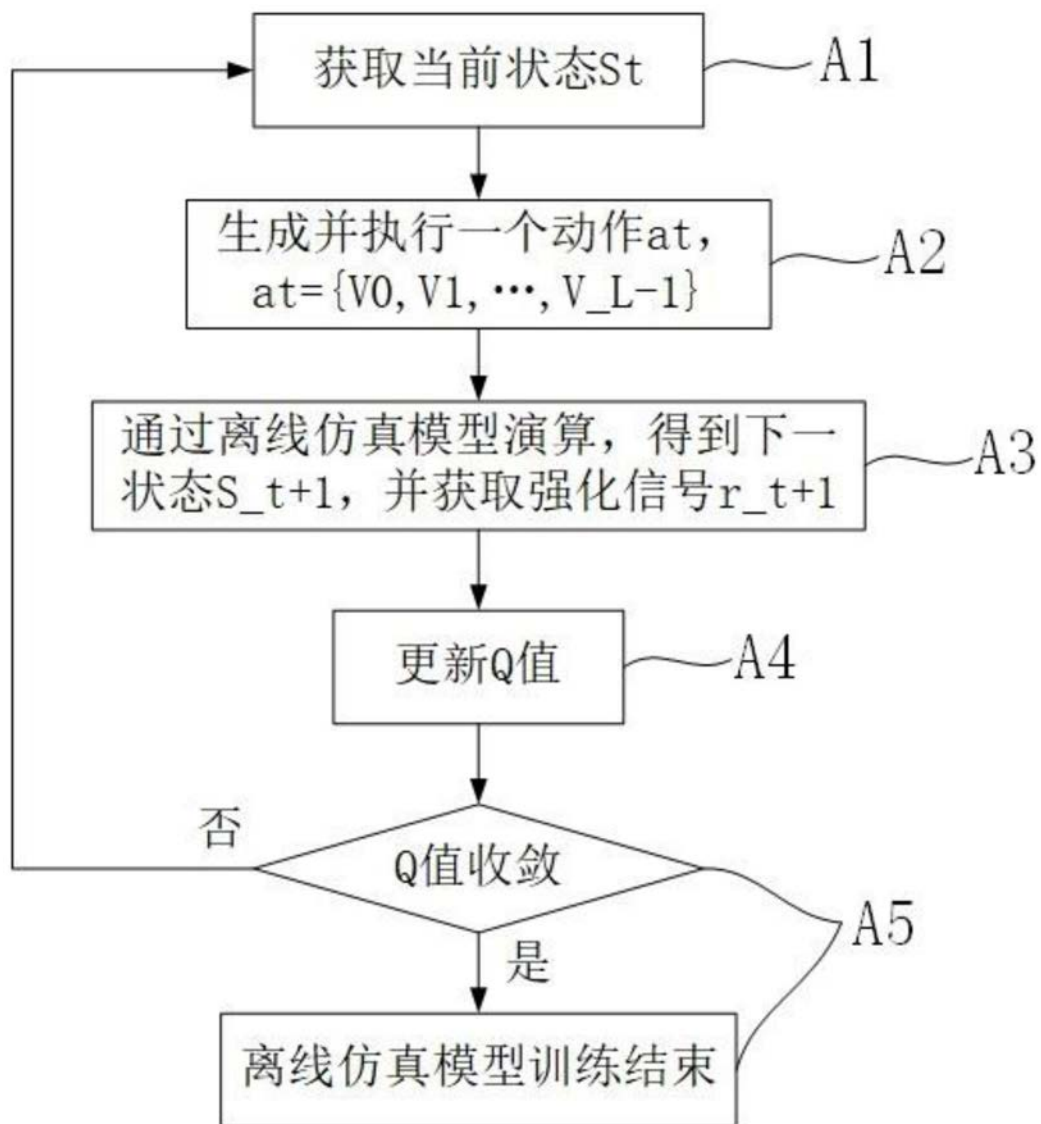 获取当前状态St
A1
生成并执行一个动作at，
at={V0,V1,…,V_L-1}
A2
通过离线仿真模型演算，得到下一
状态S_t+1，并获取强化信号r_t+1
A3
更新Q值
A4
否
Q值收敛
A5
是
离线仿真模型训练结束